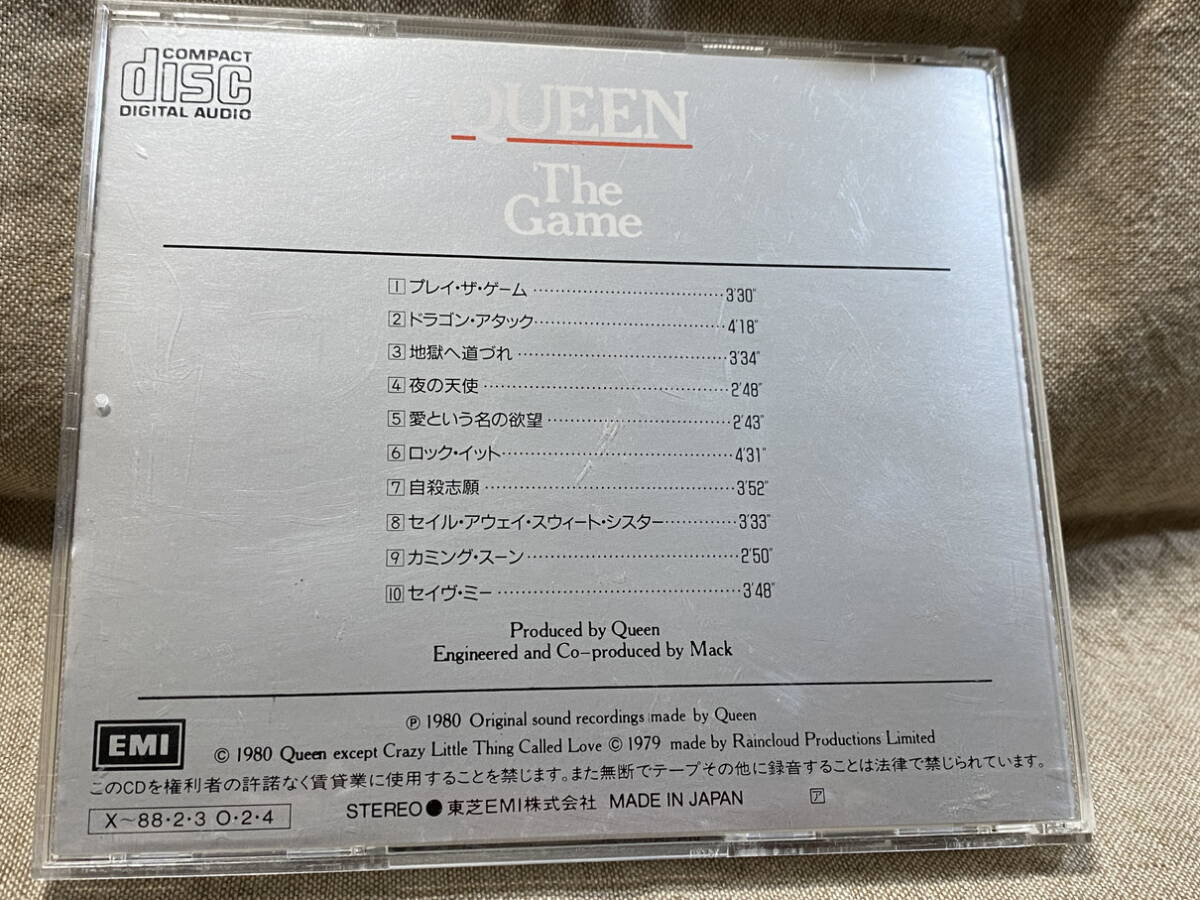 COMPACT
disc
DIGITAL AUDIO
QUEEN
The
Game
1 プレイ・ザ・ゲーム 3'30"
2 ドラゴン・アタック 4'18"
3 地獄へ道づれ 3'34"
4 夜の天使 2'48"
5 愛という名の欲望 2'43"
6 ロック・イット 4'31"
7 自殺志願 3'52"
8 セイル・アウェイ・スウィート・シスター 3'33"
9 カミング・スーン 2'50"
10 セイヴ・ミー 3'48"
Produced by Queen
Engineered and Co-produced by Mack
℗ 1980 Original sound recordings made by Queen
EMI
© 1980 Queen except Crazy Little Thing Called Love © 1979 made by Raincloud Productions Limited
このCDを権利者の許諾なく賃貸業に使用することを禁じます。また無断でテープその他に録音することは法律で禁じられています。
X~88・2・3 O・2・4
STEREO● 東芝EMI株式会社 MADE IN JAPAN ア